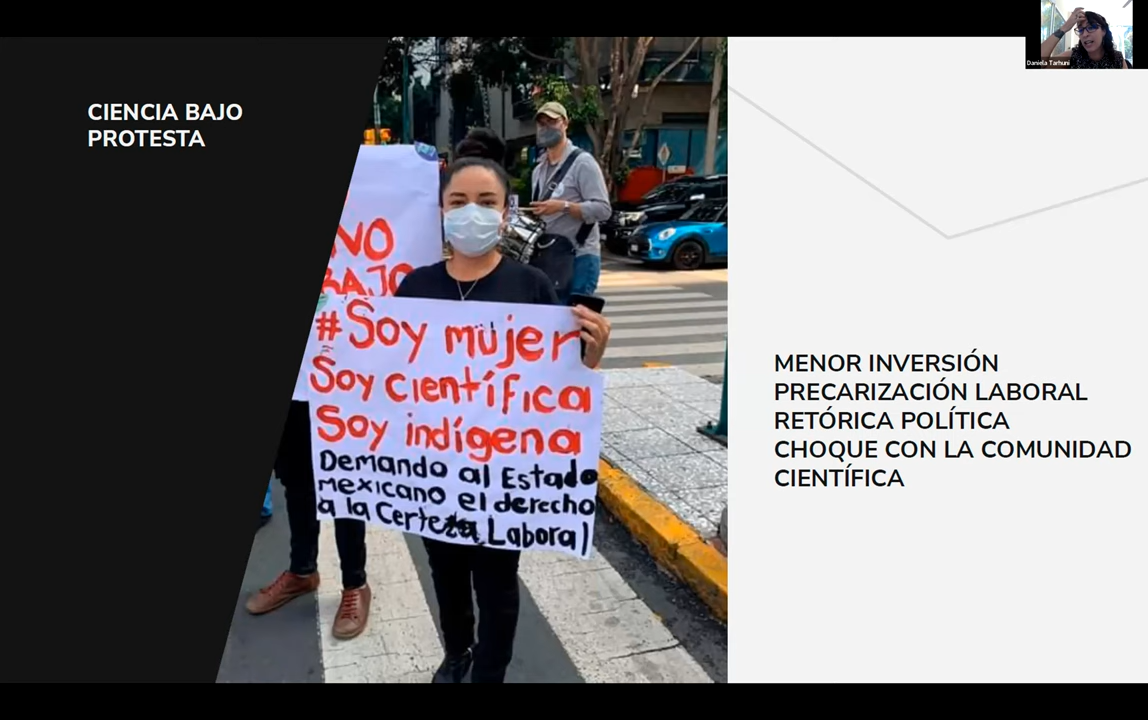 CIENCIA BAJO
PROTESTA
Daniela Tarhuni
NO
BAJO
#Soy mujer
Soy científica
Soy indígena
Demando al Estado
mexicano el derecho
a la Certeza Laboral
MENOR INVERSIÓN
PRECARIZACIÓN LABORAL
RETÓRICA POLÍTICA
CHOQUE CON LA COMUNIDAD
CIENTÍFICA